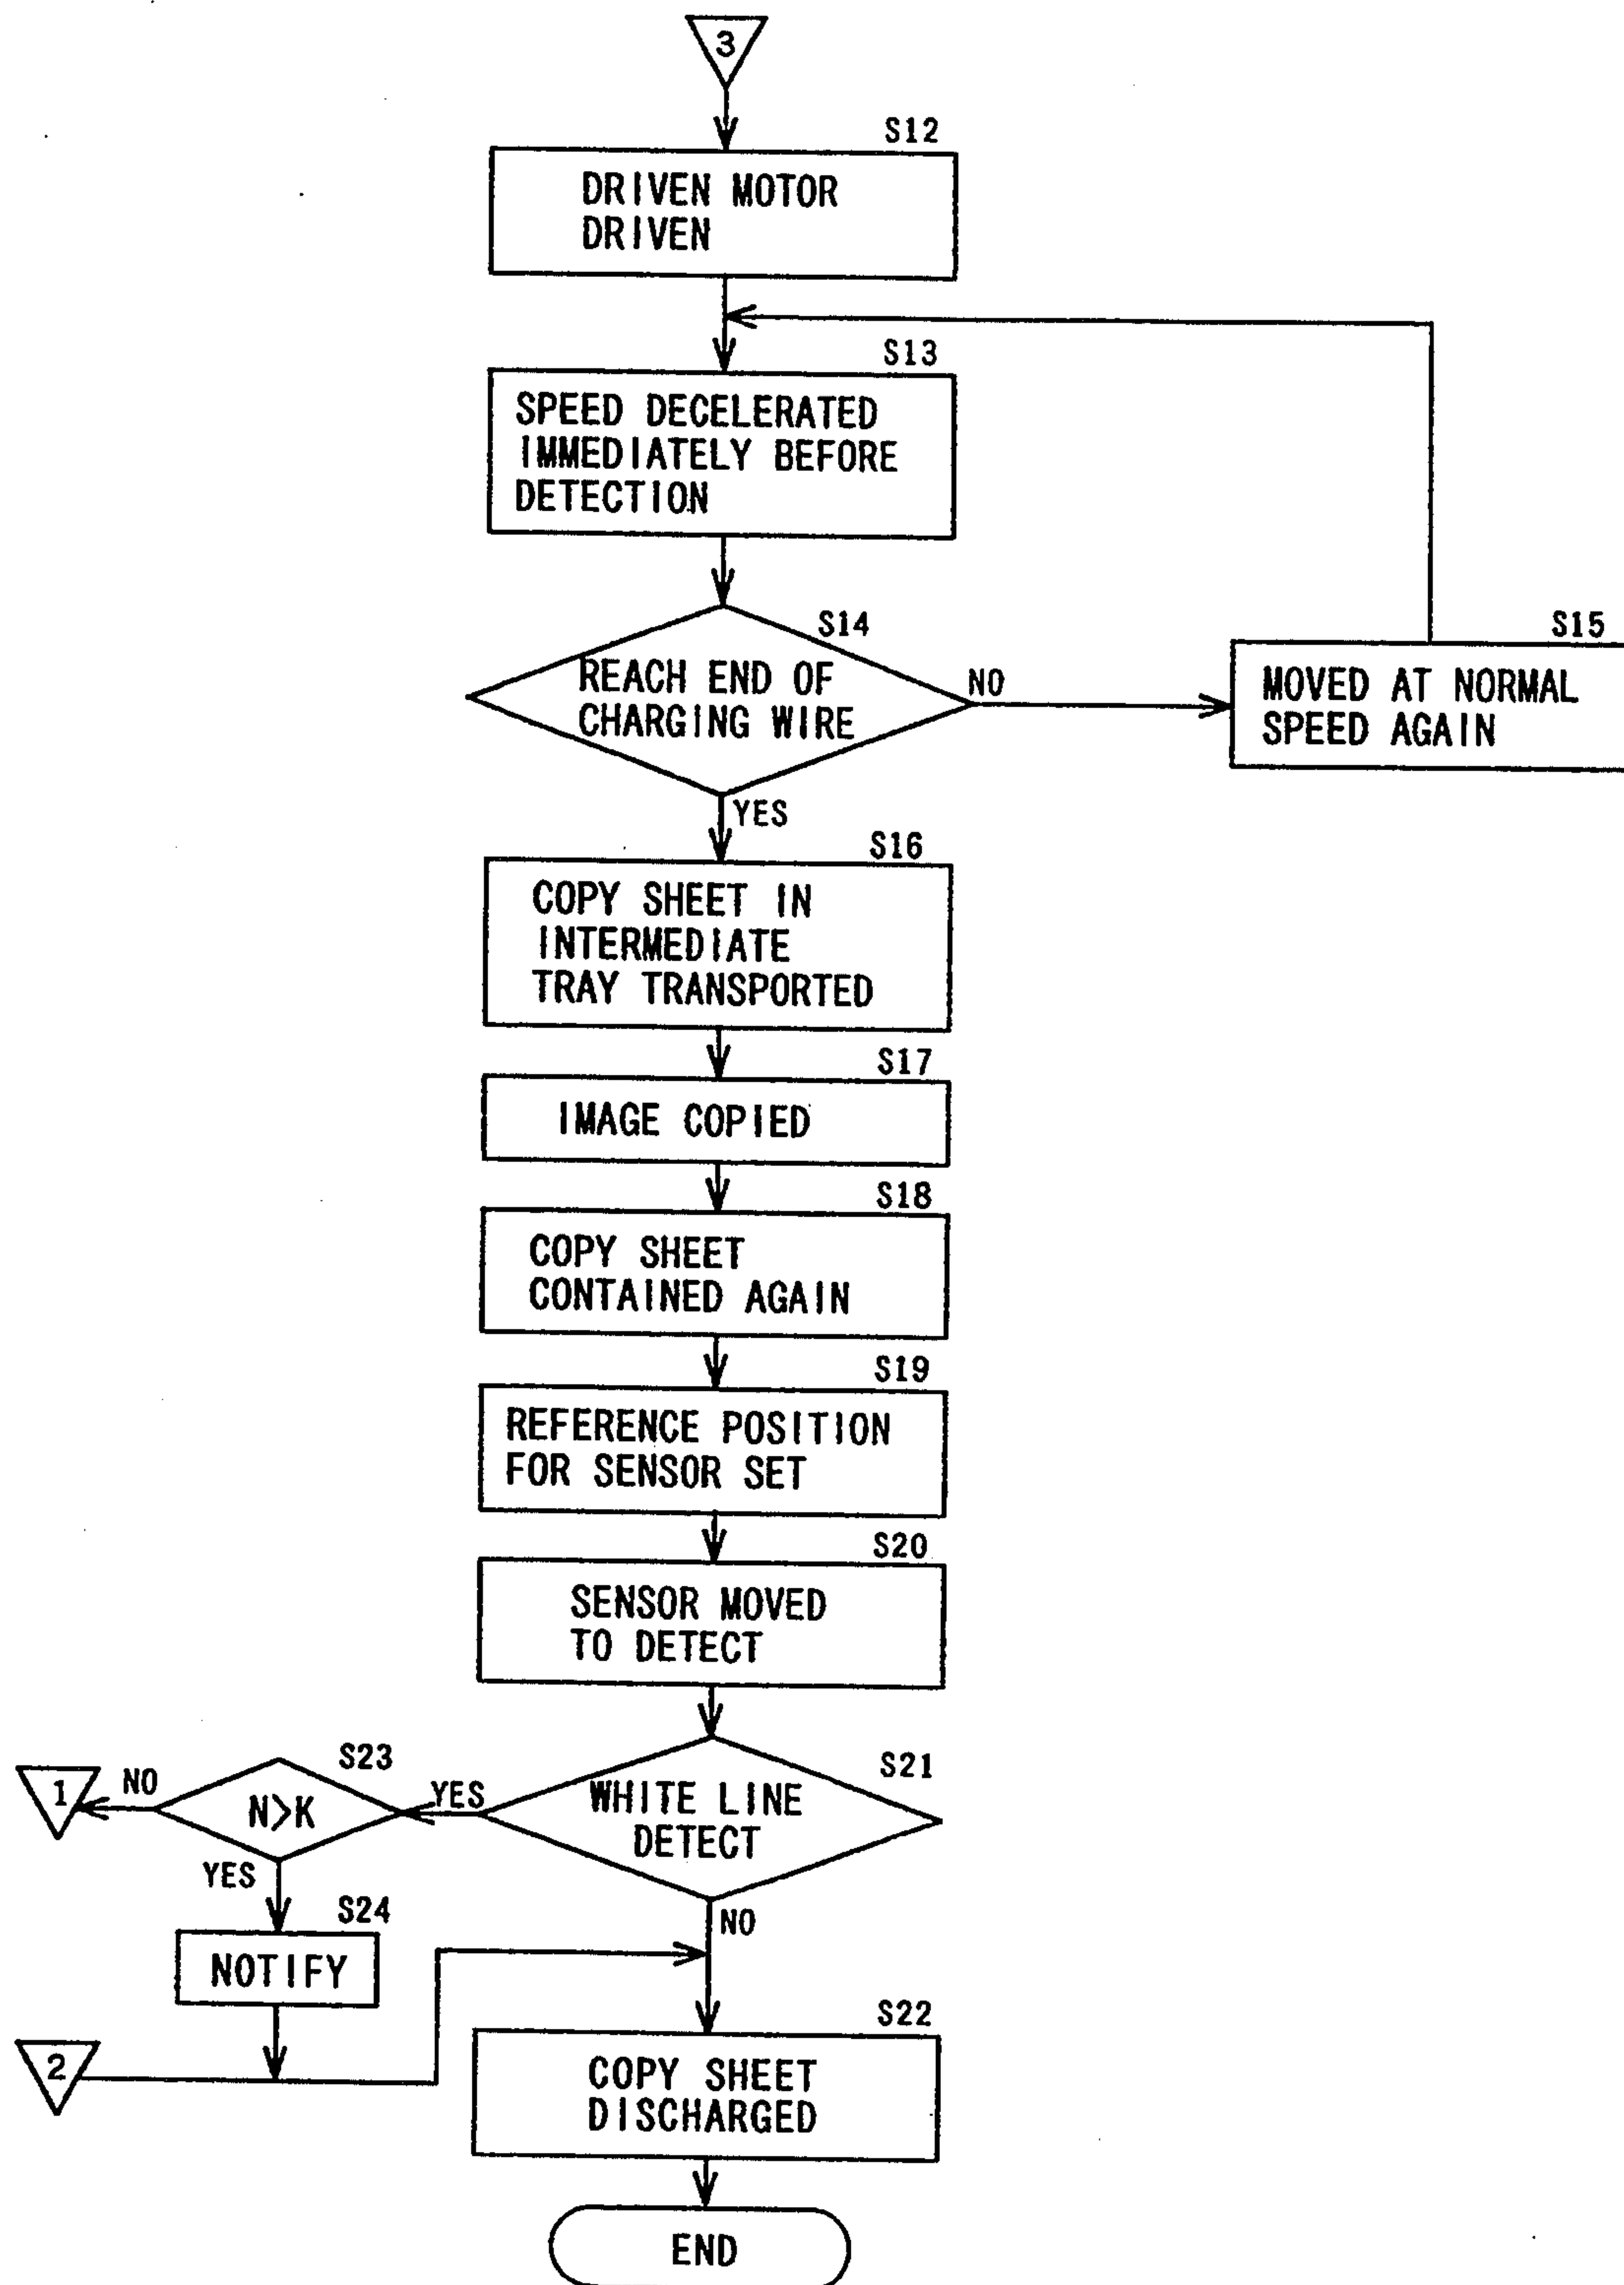 3
S12
DRIVEN MOTOR
DRIVEN
S13
SPEED DECELERATED
IMMEDIATELY BEFORE
DETECTION
S14
REACH END OF
CHARGING WIRE
NO
S15
MOVED AT NORMAL
SPEED AGAIN
YES
S16
COPY SHEET IN
INTERMEDIATE
TRAY TRANSPORTED
S17
IMAGE COPIED
S18
COPY SHEET
CONTAINED AGAIN
S19
REFERENCE POSITION
FOR SENSOR SET
S20
SENSOR MOVED
TO DETECT
S21
WHITE LINE
DETECT
YES
S23
N>K
NO
1
YES
S24
NOTIFY
NO
2
S22
COPY SHEET
DISCHARGED
END